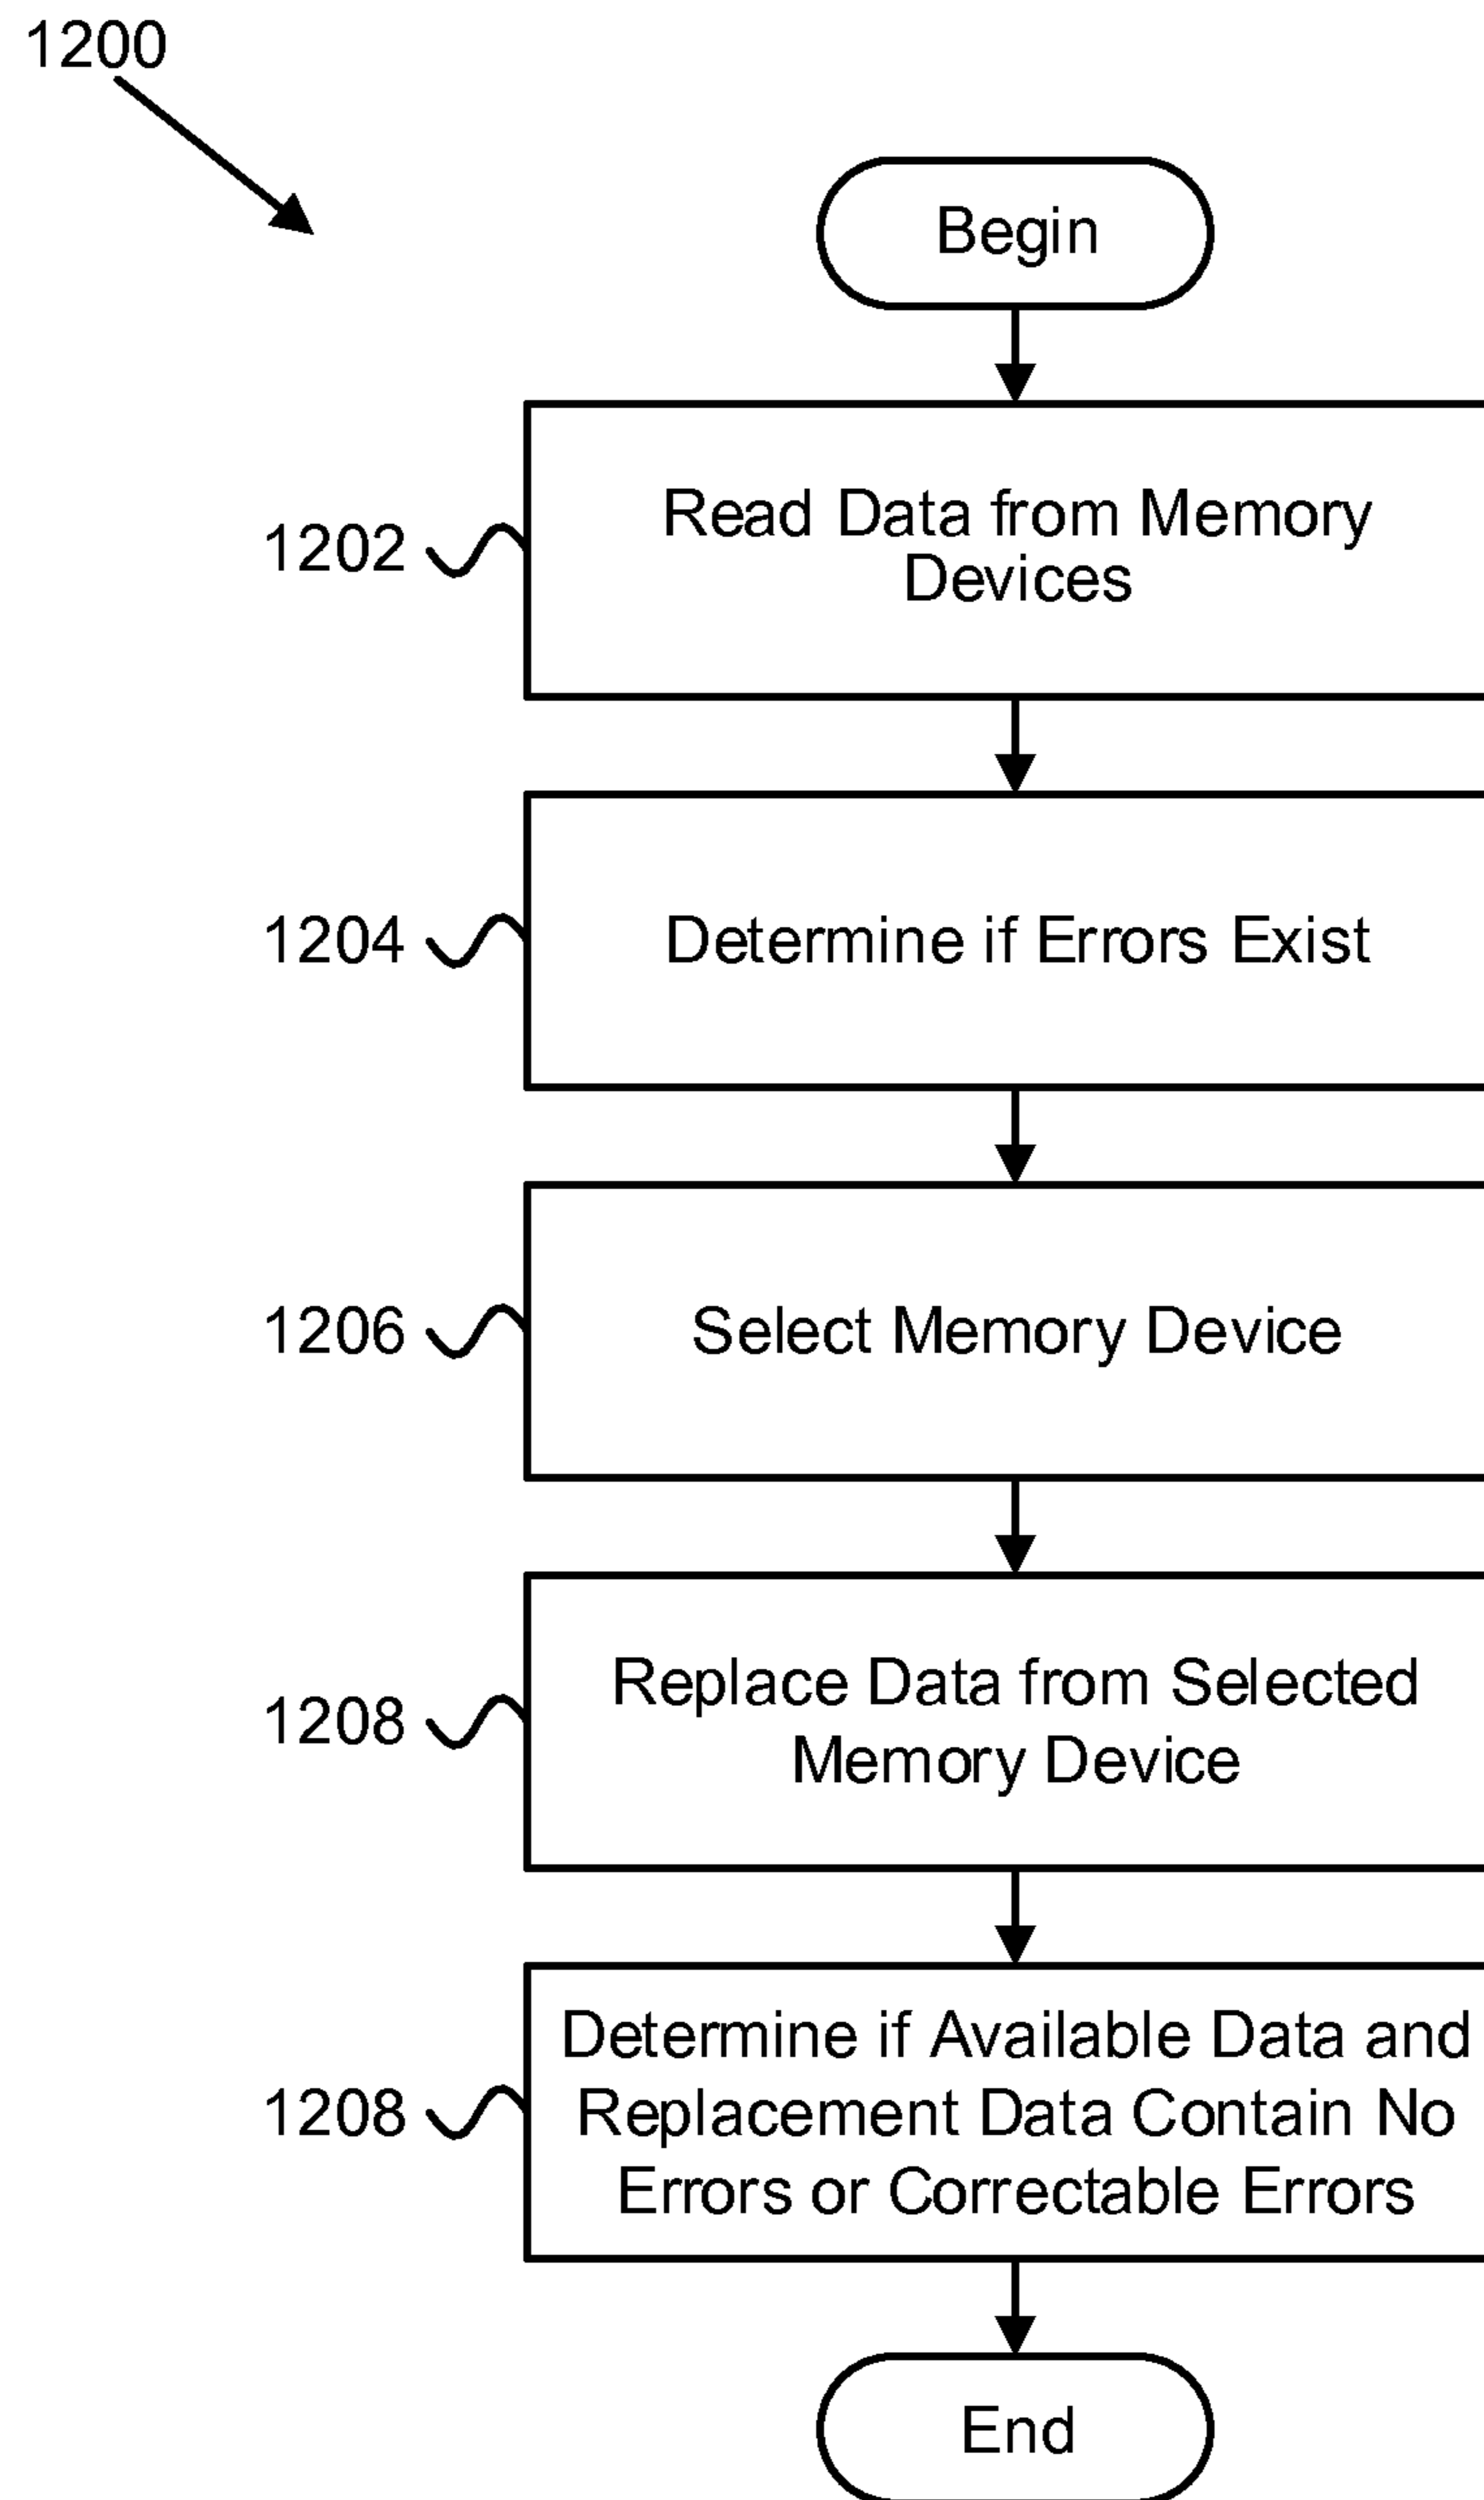 1200
Begin
1202
Read Data from Memory
Devices
1204
Determine if Errors Exist
1206
Select Memory Device
1208
Replace Data from Selected
Memory Device
1208
Determine if Available Data and
Replacement Data Contain No
Errors or Correctable Errors
End